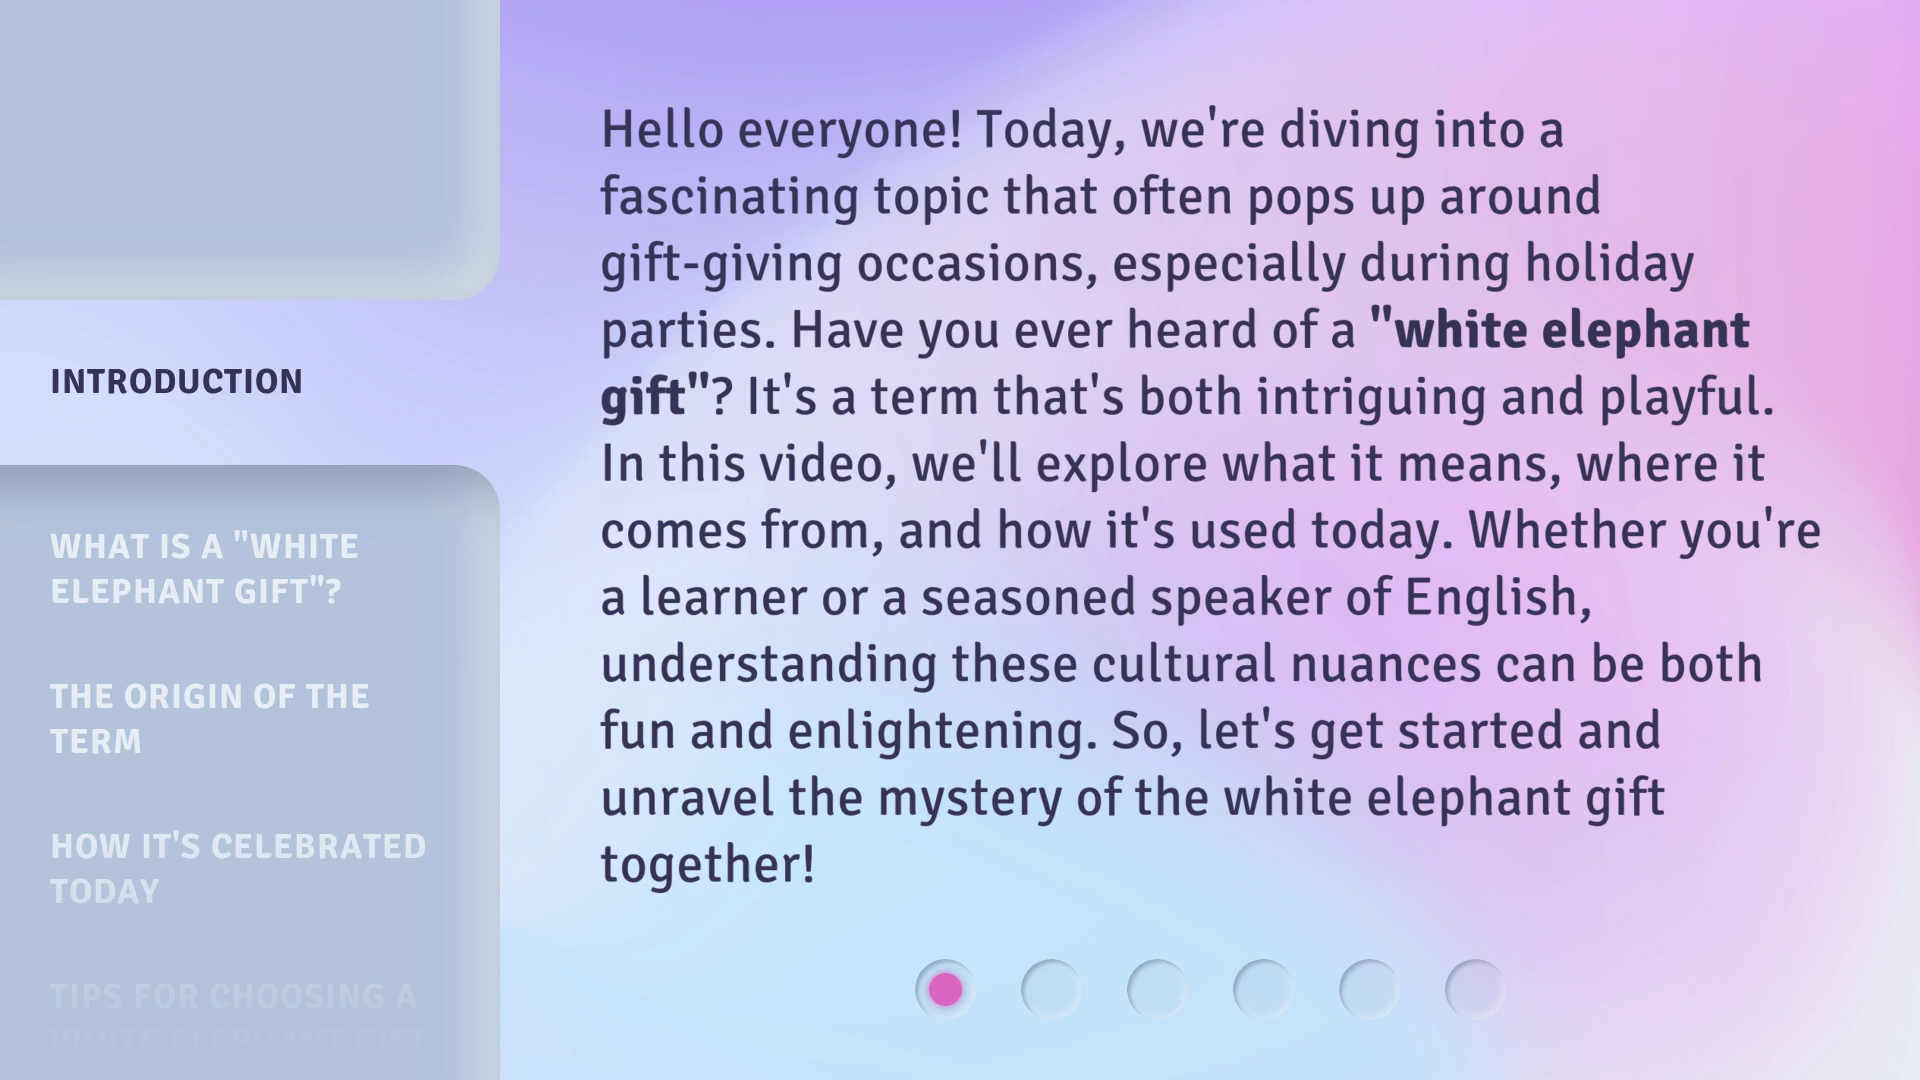 INTRODUCTION
WHAT IS A "WHITE
ELEPHANT GIFT"?
THE ORIGIN OF THE
TERM
HOW IT'S CELEBRATED
TODAY
TIPS FOR CHOOSING A
WHITE ELEPHANT GIFT
Hello everyone! Today, we're diving into a
fascinating topic that often pops up around
gift-giving occasions, especially during holiday
parties. Have you ever heard of a "white elephant
gift"? It's a term that's both intriguing and playful.
In this video, we'll explore what it means, where it
comes from, and how it's used today. Whether you're
a learner or a seasoned speaker of English,
understanding these cultural nuances can be both
fun and enlightening. So, let's get started and
unravel the mystery of the white elephant gift
together!